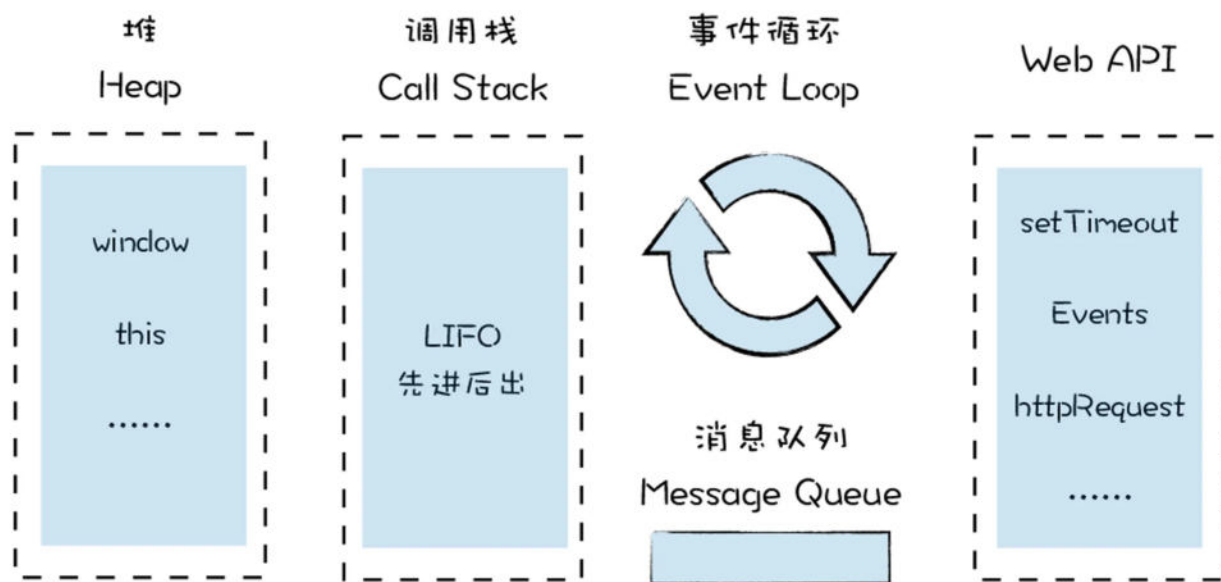 堆
Heap
window
this
......
调用栈
Call Stack
LIFO
先进后出
事件循环
Event Loop
消息队列
Message Queue
Web API
setTimeout
Events
httpRequest
......